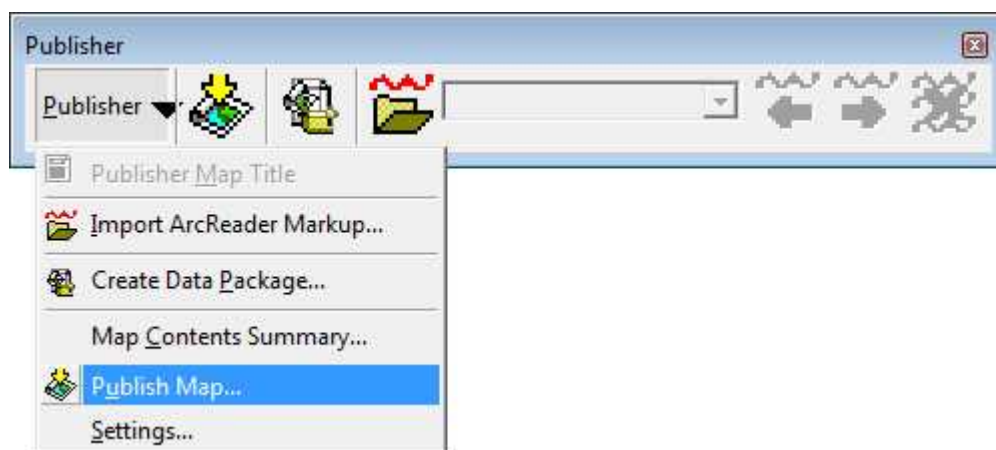 Publisher
Publisher
Publisher Map Title
Import ArcReader Markup...
Create Data Package...
Map Contents Summary...
Publish Map...
Settings...